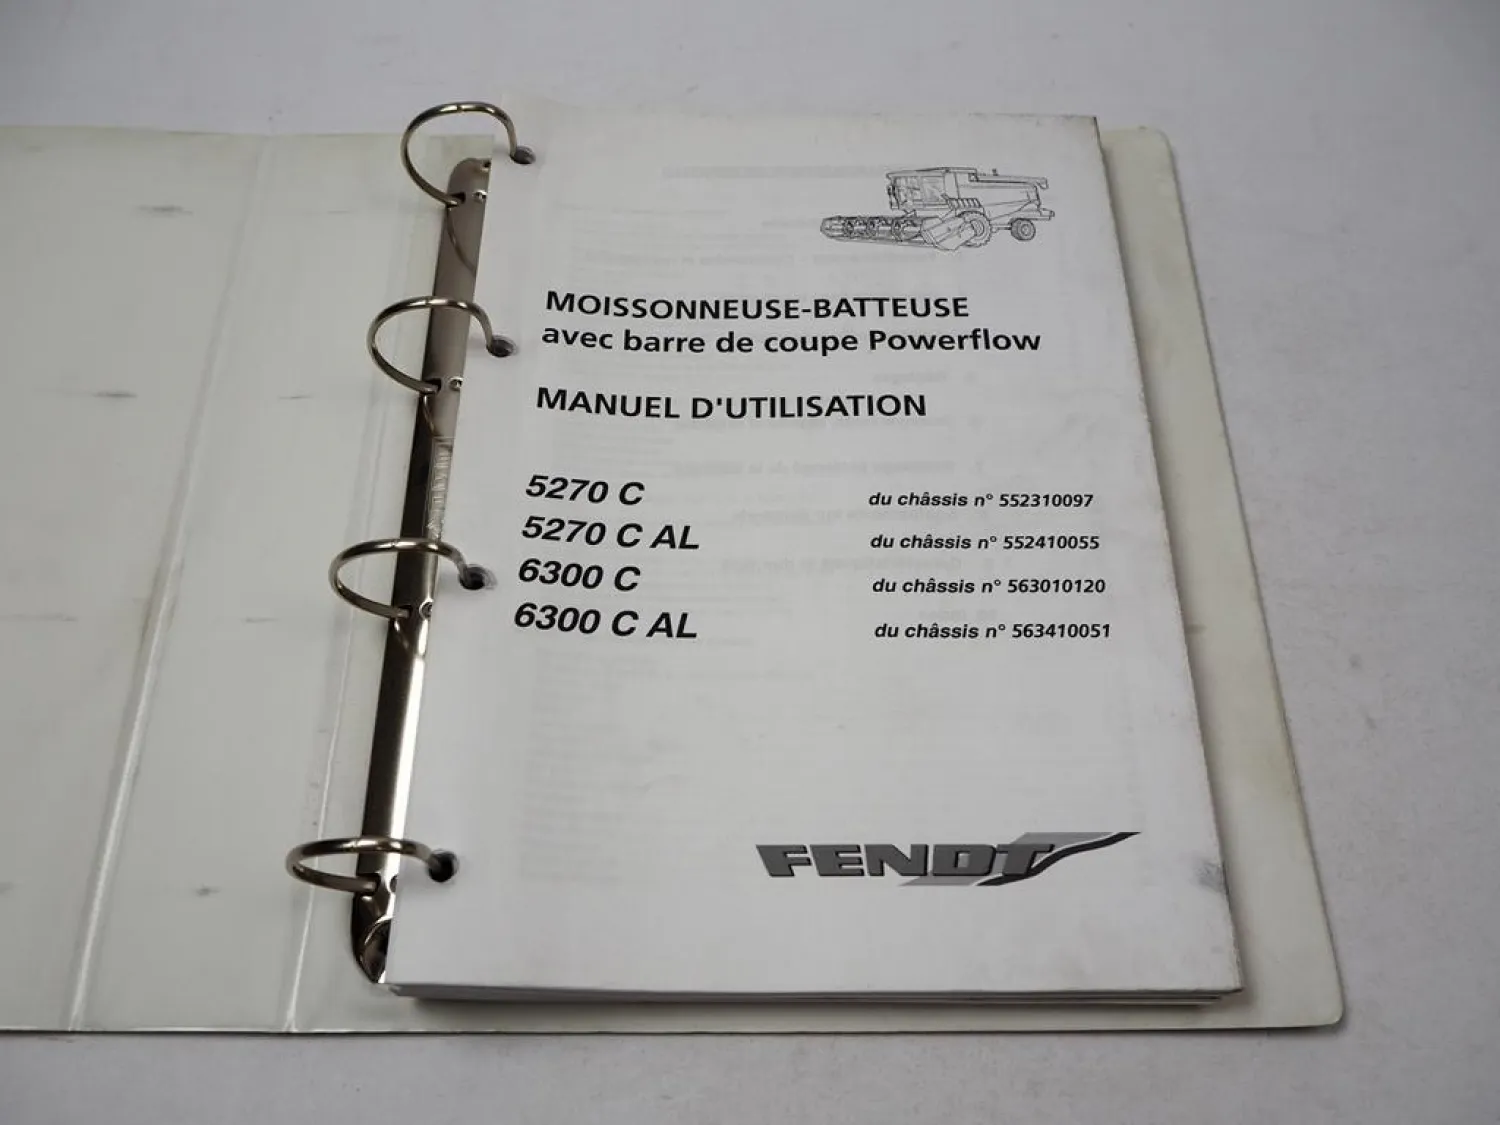 MOISSONNEUSE-BATTEUSE
avec barre de coupe Powerflow
MANUEL D'UTILISATION
5270 C du châssis n° 552310097
5270 C AL du châssis n° 552410055
6300 C du châssis n° 563010120
6300 C AL du châssis n° 563410051
FENDT